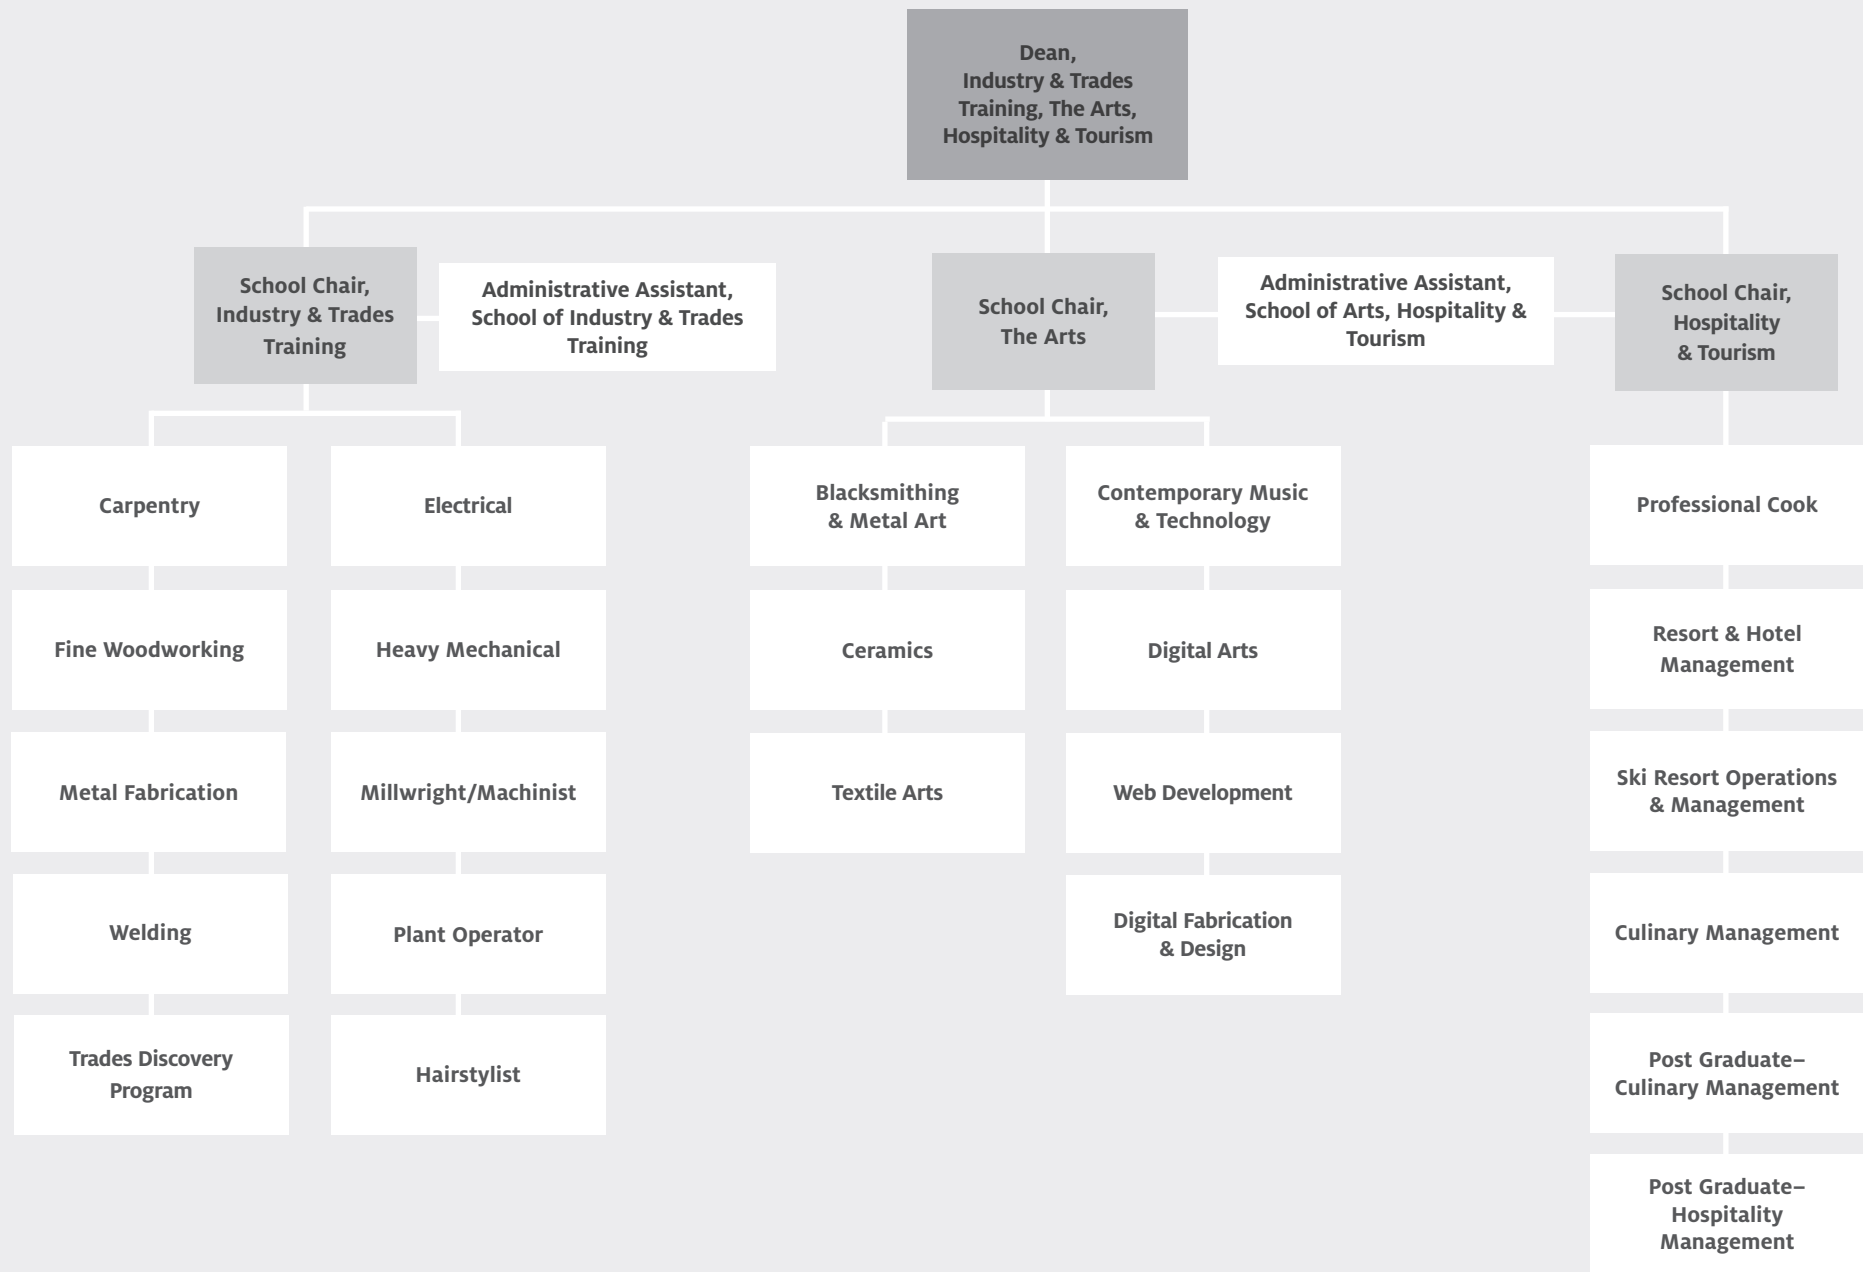 Dean,
Industry & Trades
Training, The Arts,
Hospitality & Tourism
School Chair,
Industry & Trades
Training
Administrative Assistant,
School of Industry & Trades
Training
School Chair,
The Arts
Administrative Assistant,
School of Arts, Hospitality &
Tourism
School Chair,
Hospitality
& Tourism
Carpentry
Fine Woodworking
Metal Fabrication
Welding
Trades Discovery
Program
Electrical
Heavy Mechanical
Millwright/Machinist
Plant Operator
Hairstylist
Blacksmithing
& Metal Art
Ceramics
Textile Arts
Contemporary Music
& Technology
Digital Arts
Web Development
Digital Fabrication
& Design
Professional Cook
Resort & Hotel
Management
Ski Resort Operations
& Management
Culinary Management
Post Graduate–
Culinary Management
Post Graduate–
Hospitality
Management